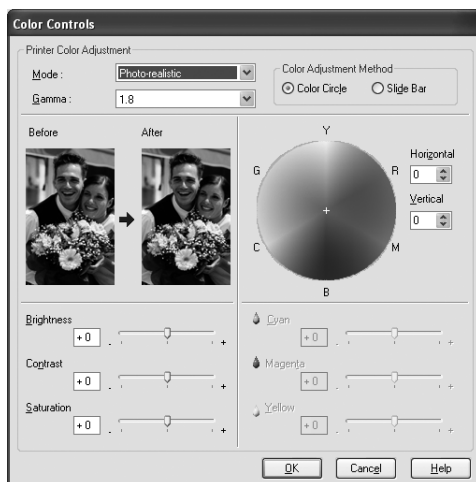 Color Controls
Printer Color Adjustment
Mode :
Photo-realistic
Gamma :
1.8
Color Adjustment Method
Color Circle
Slide Bar
Before
After
Y
G
R
C
M
B
Horizontal
0
Vertical
0
Brightness
+ 0
- +
Contrast
+ 0
- +
Saturation
+ 0
- +
Cyan
+ 0
- +
Magenta
+ 0
- +
Yellow
+ 0
- +
OK
Cancel
Help